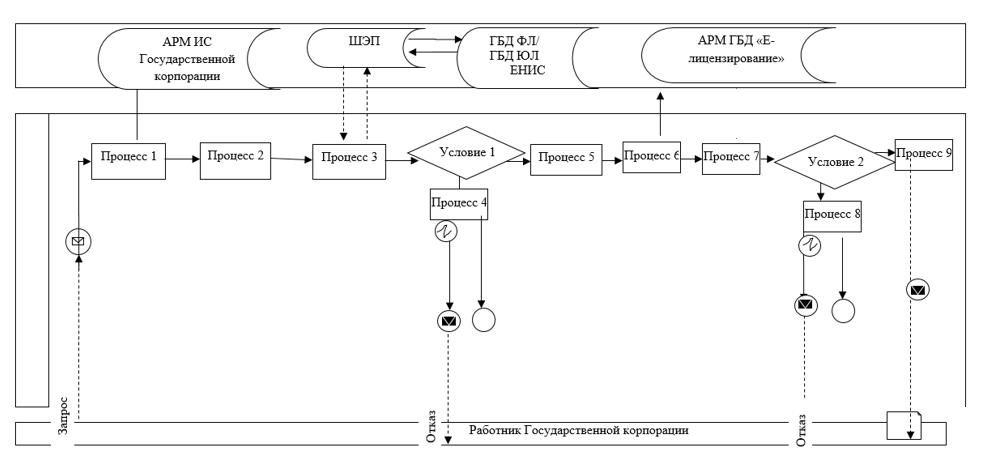 АРМ ИС
Государственной
корпорации
ШЭП
ГБД ФЛ/
ГБД ЮЛ
ЕНИС
АРМ ГБД «Е-
лицензирование»
Процесс 1
Процесс 2
Процесс 3
Условие 1
Процесс 5
Процесс 6
Процесс 7
Условие 2
Процесс 9
Процесс 4
Процесс 8
Запрос
Отказ
Отказ
Работник Государственной корпорации